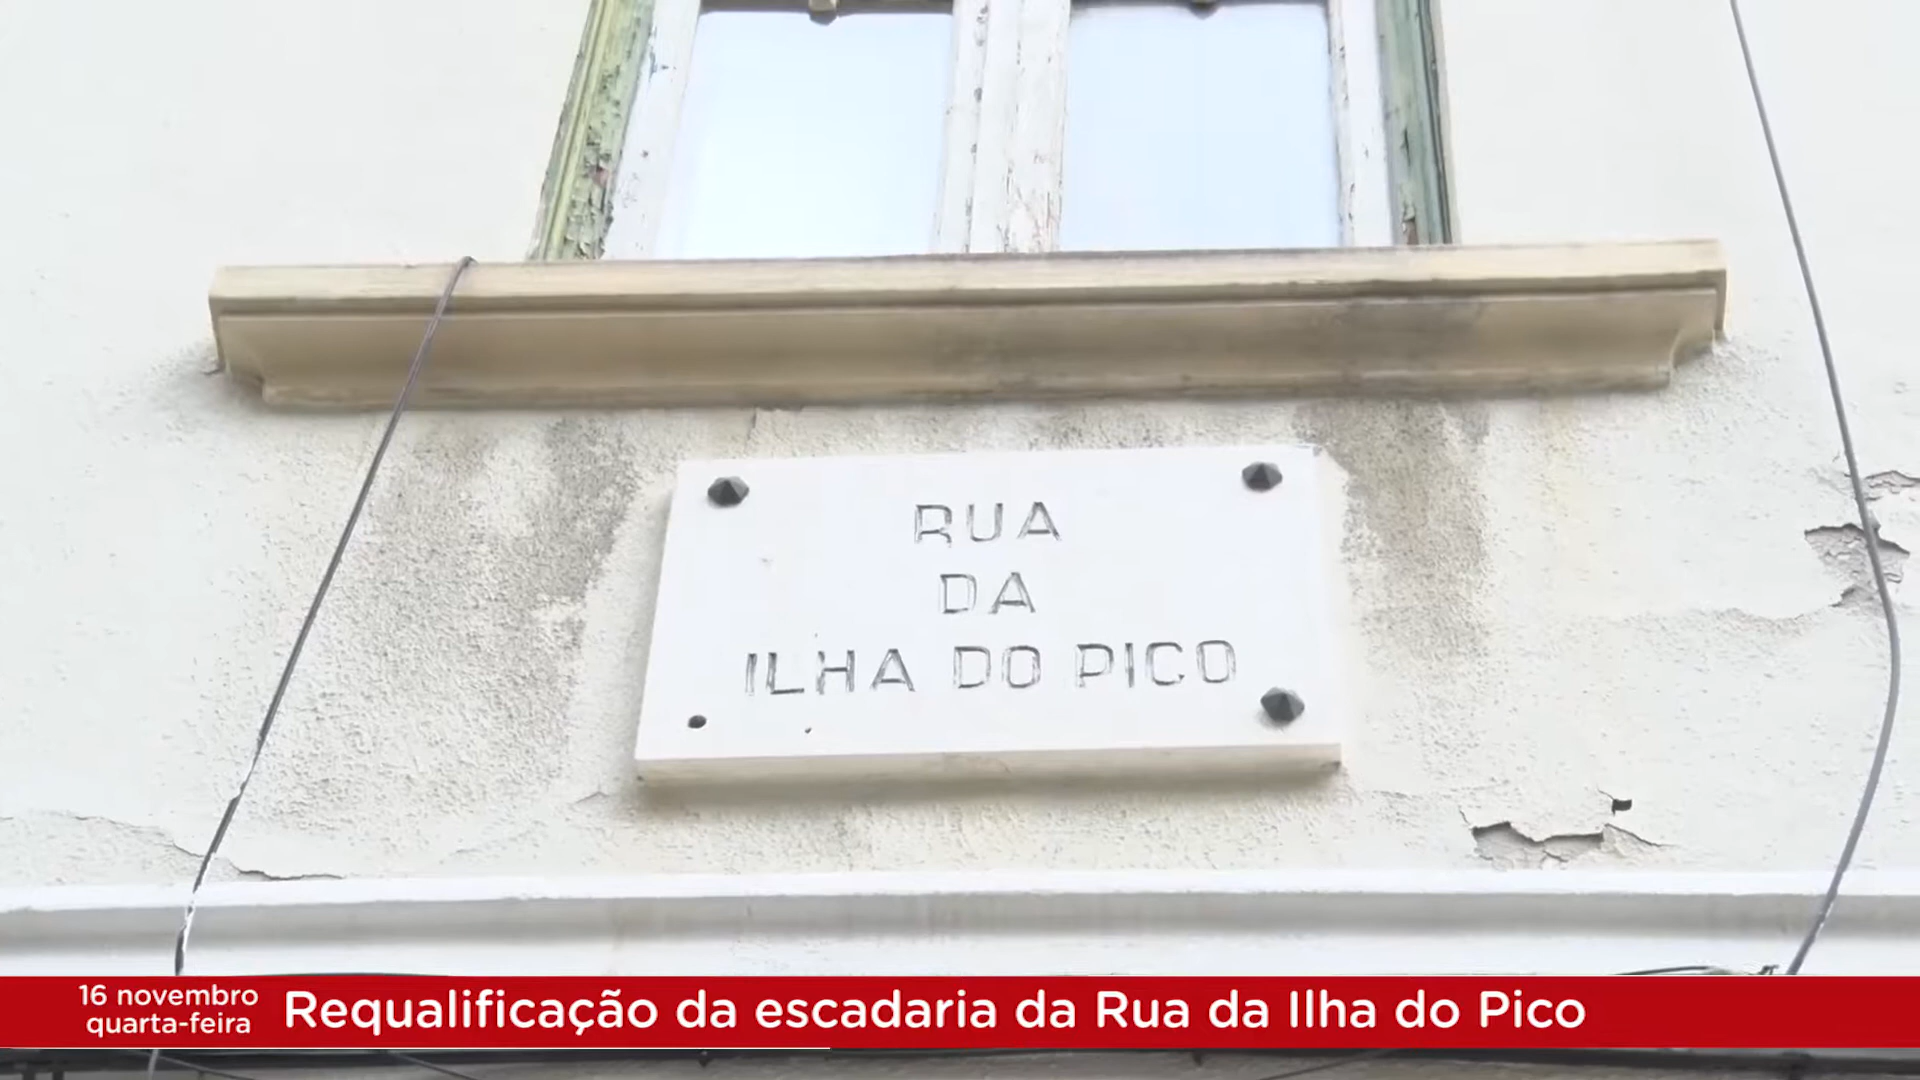 RUA
DA
ILHA DO PICO
16 novembro
quarta-feira
Requalificação da escadaria da Rua da Ilha do Pico